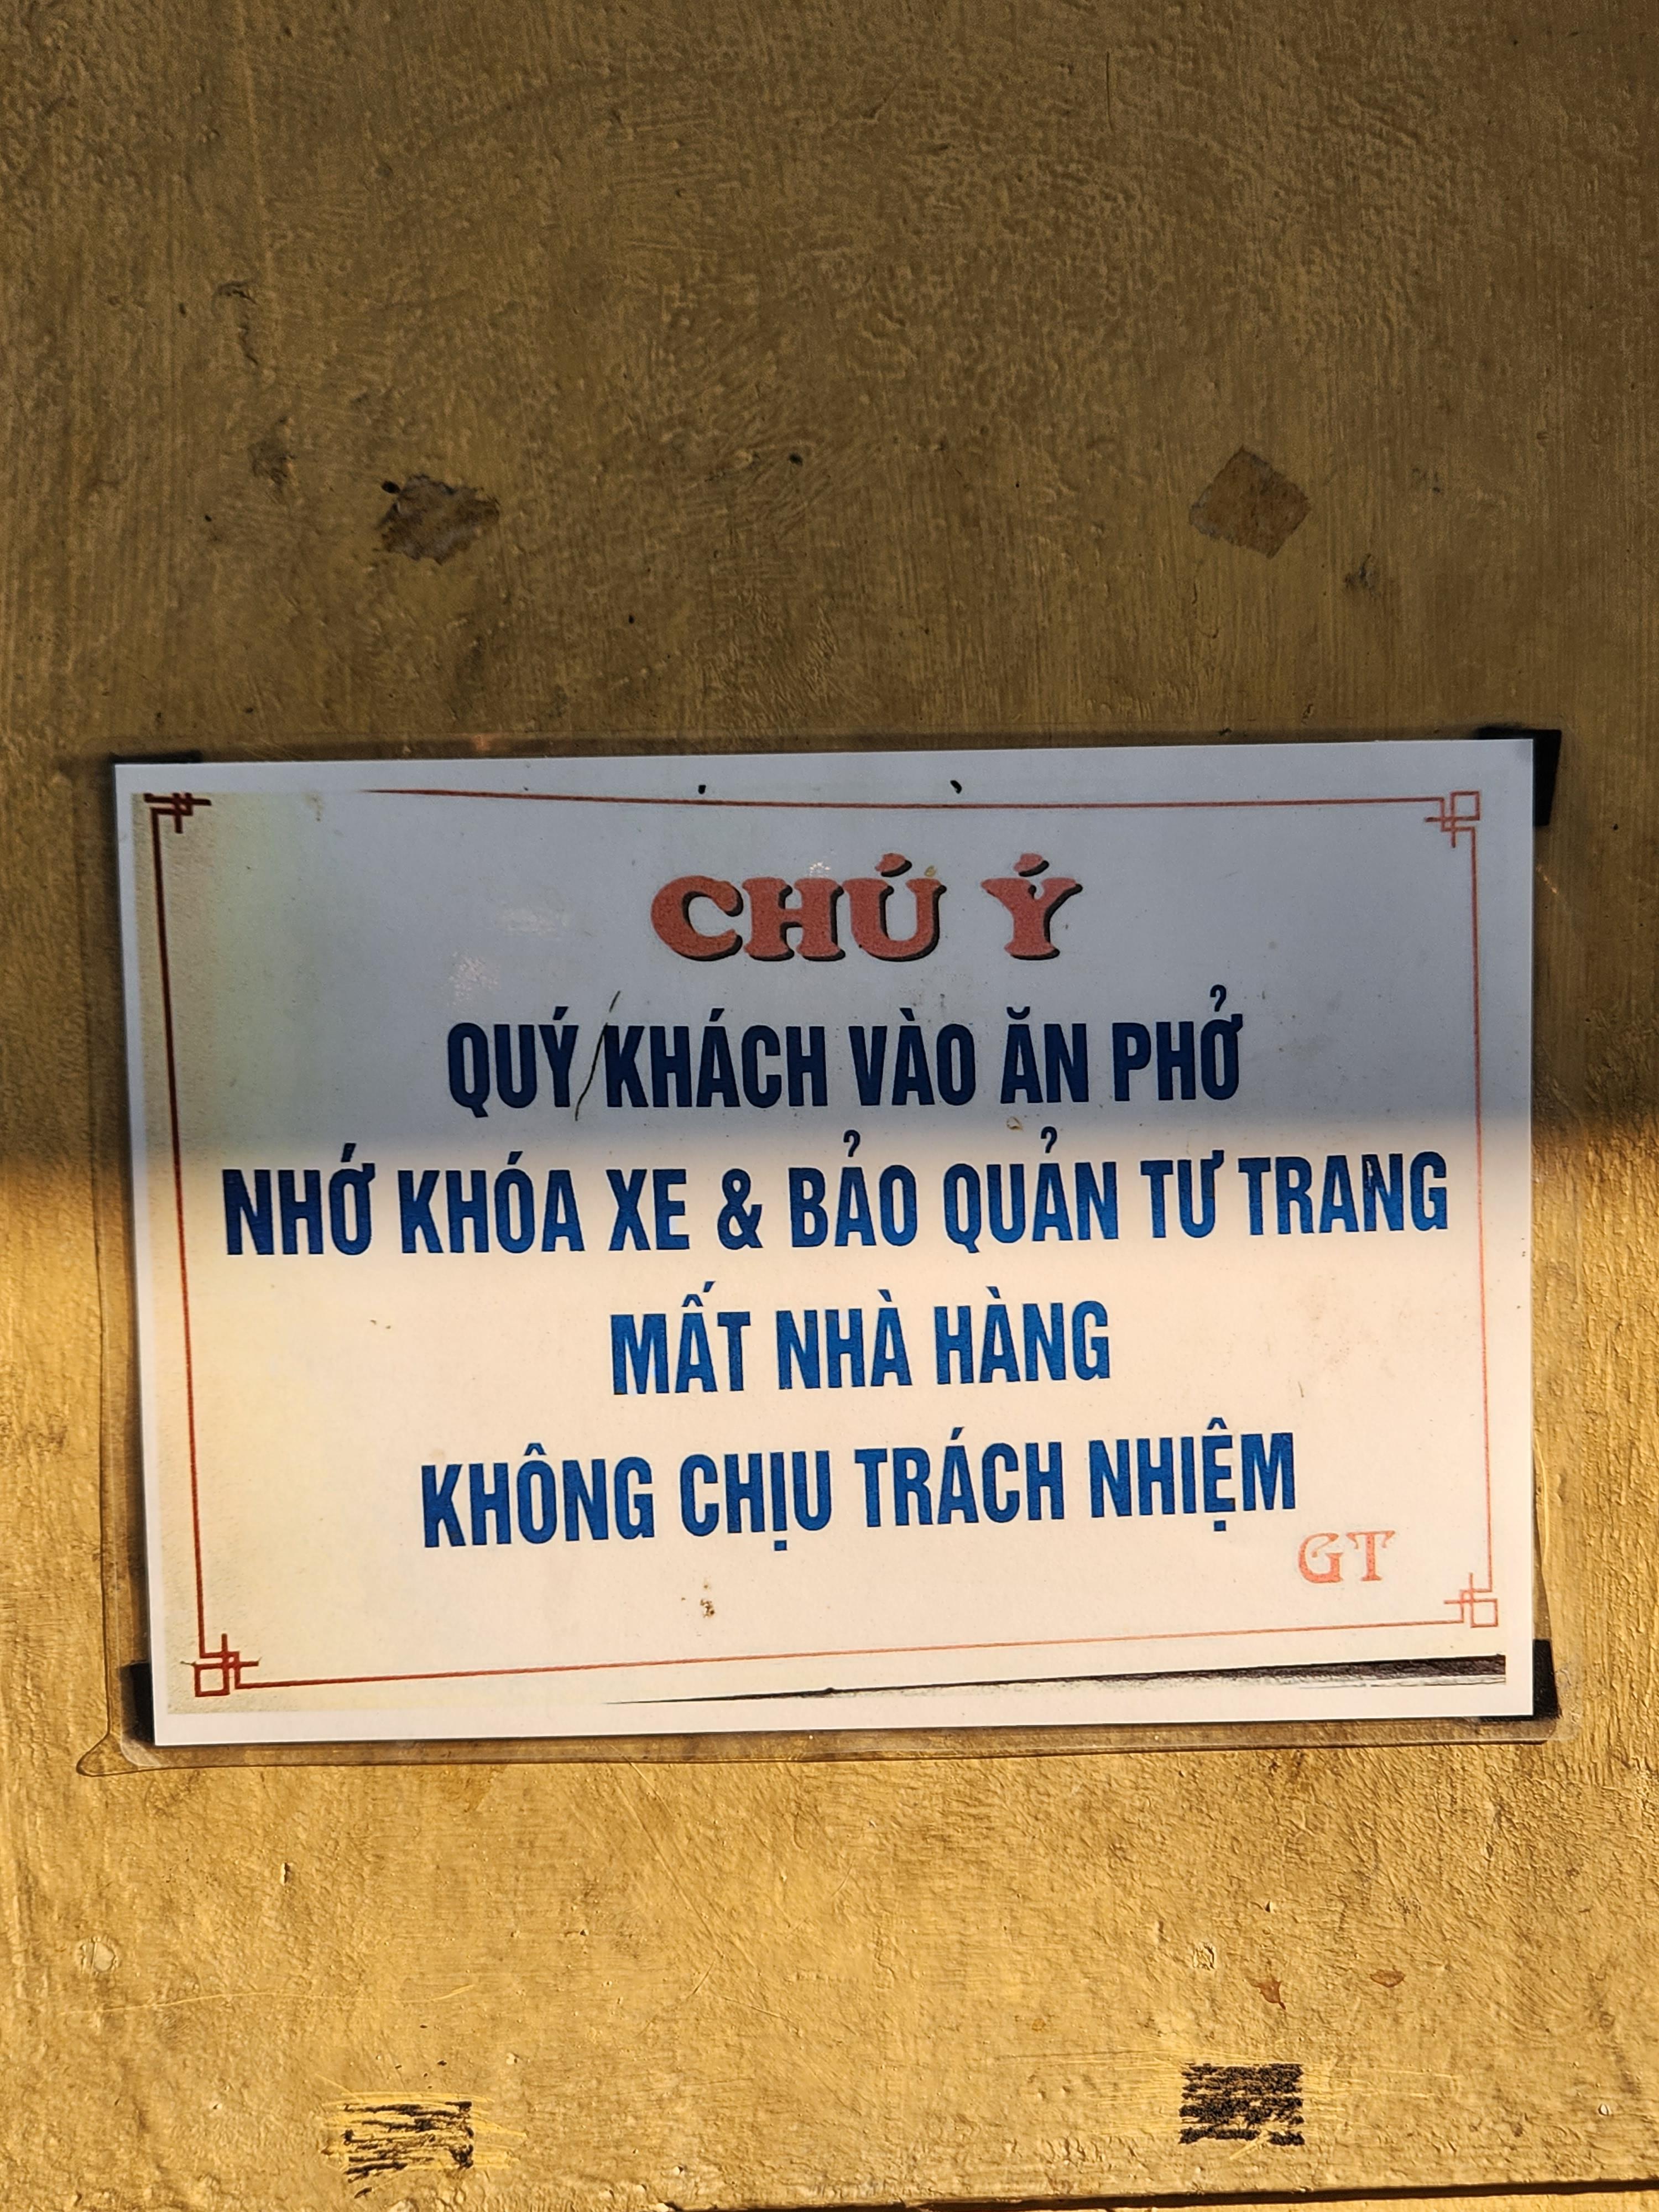 CHÚ Ý
QUÝ KHÁCH VÀO ĂN PHỞ
NHỚ KHÓA XE & BẢO QUẢN TƯ TRANG
MẤT NHÀ HÀNG
KHÔNG CHỊU TRÁCH NHIỆM
GT